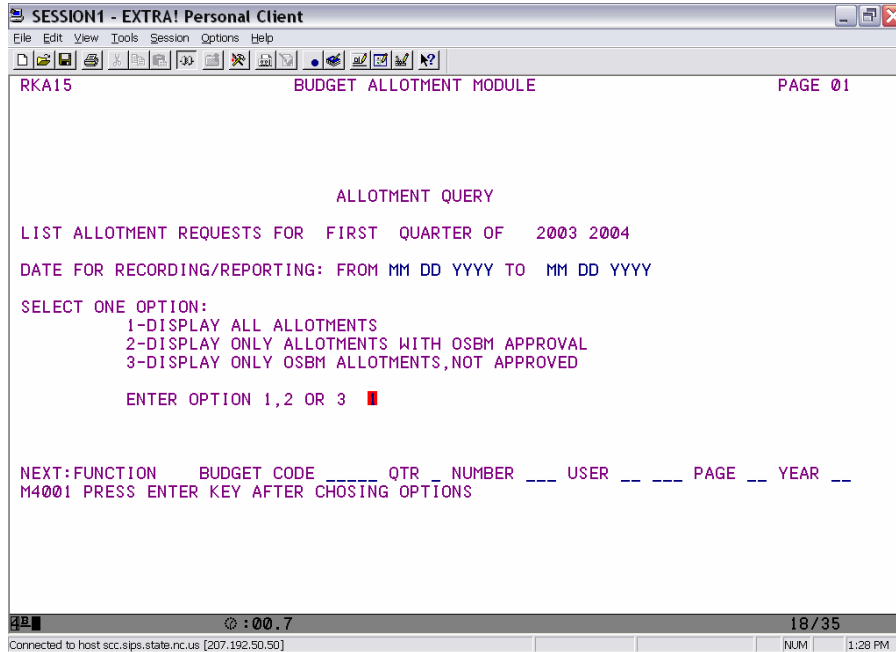 SESSION1 - EXTRA! Personal Client
File Edit View Tools Session Options Help
RKA15 BUDGET ALLOTMENT MODULE PAGE 01
ALLOTMENT QUERY
LIST ALLOTMENT REQUESTS FOR FIRST QUARTER OF 2003 2004
DATE FOR RECORDING/REPORTING: FROM MM DD YYYY TO MM DD YYYY
SELECT ONE OPTION:
1-DISPLAY ALL ALLOTMENTS
2-DISPLAY ONLY ALLOTMENTS WITH OSBM APPROVAL
3-DISPLAY ONLY OSBM ALLOTMENTS,NOT APPROVED
ENTER OPTION 1,2 OR 3 1
NEXT:FUNCTION BUDGET CODE _____ QTR _ NUMBER ___ USER __ ___ PAGE __ YEAR __
M4001 PRESS ENTER KEY AFTER CHOSING OPTIONS
4B :00.7 18/35
Connected to host scc.sips.state.nc.us [207.192.50.50] NUM 1:28 PM